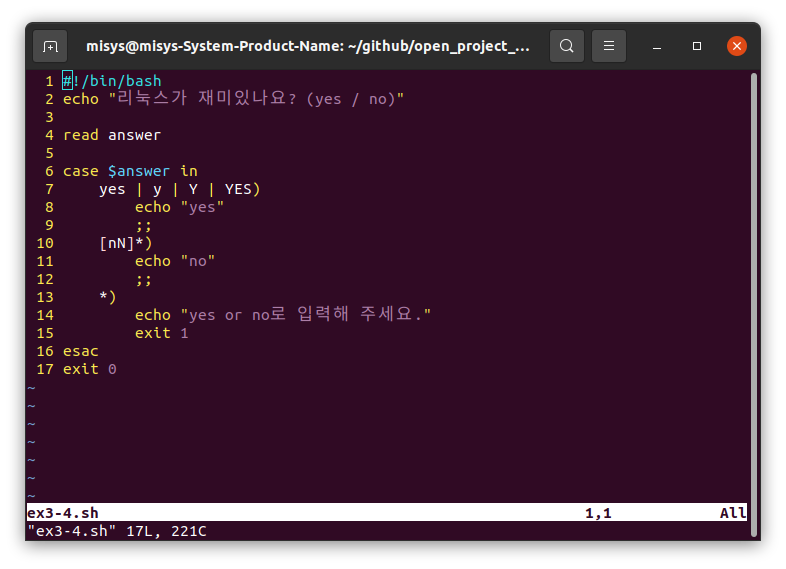 misys@misys-System-Product-Name: ~/github/open_project_...
1 #!/bin/bash
2 echo "리눅스가 재미있나요? (yes / no)"
3
4 read answer
5
6 case $answer in
7     yes | y | Y | YES)
8         echo "yes"
9         ;;
10     [nN]*)
11         echo "no"
12         ;;
13     *)
14         echo "yes or no로 입력해 주세요."
15         exit 1
16 esac
17 exit 0
~
~
~
~
~
~
~
ex3-4.sh 1,1 All
"ex3-4.sh" 17L, 221C